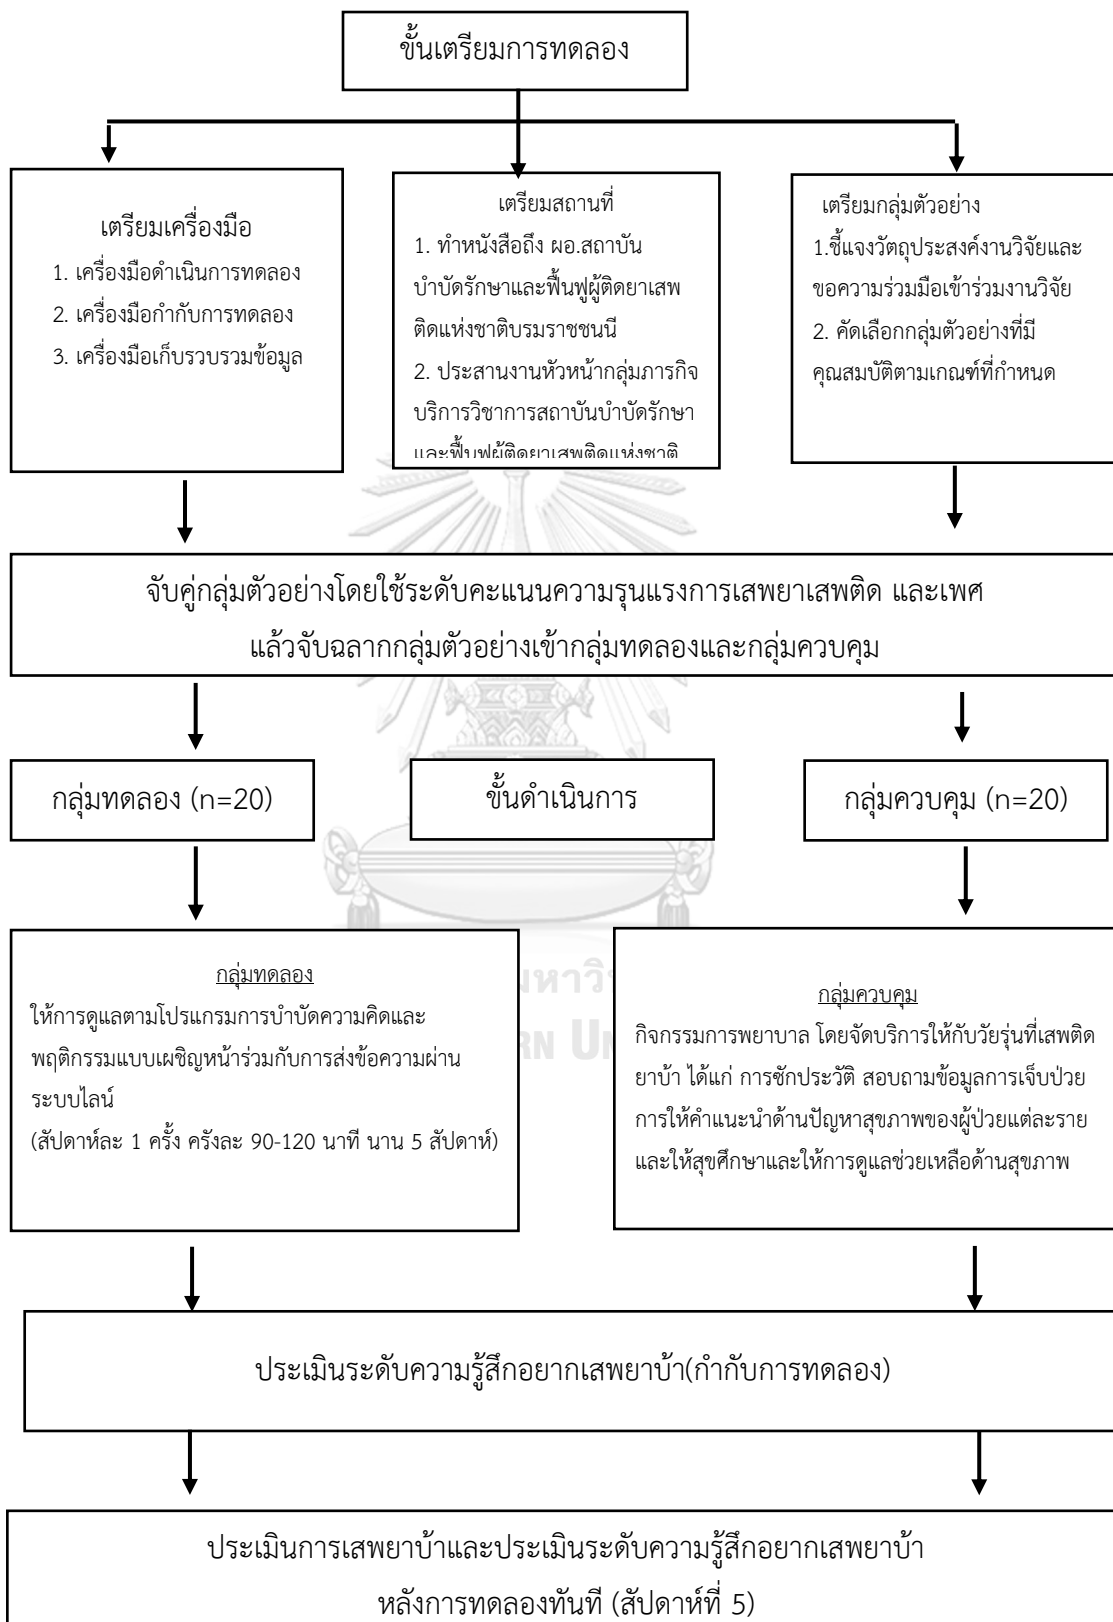 ขั้นเตรียมการทดลอง
เตรียมเครื่องมือ
1. เครื่องมือดำเนินการทดลอง
2. เครื่องมือกำกับการทดลอง
3. เครื่องมือเก็บรวบรวมข้อมูล
เตรียมสถานที่
1. ทำหนังสือถึง ผอ.สถาบัน
บำบัดรักษาและฟื้นฟูผู้ติดยาเสพ
ติดแห่งชาติบรมราชชนนี
2. ประสานงานหัวหน้ากลุ่มภารกิจ
บริการวิชาการสถาบันบำบัดรักษา
และฟื้นฟูผู้ติดยาเสพติดแห่งชาติ
เตรียมกลุ่มตัวอย่าง
1.ชี้แจงวัตถุประสงค์งานวิจัยและ
ขอความร่วมมือเข้าร่วมงานวิจัย
2. คัดเลือกกลุ่มตัวอย่างที่มี
คุณสมบัติตามเกณฑ์ที่กำหนด
จับคู่กลุ่มตัวอย่างโดยใช้ระดับคะแนนความรุนแรงการเสพยาเสพติด และเพศ
แล้วจับฉลากกลุ่มตัวอย่างเข้ากลุ่มทดลองและกลุ่มควบคุม
กลุ่มทดลอง (n=20)
ขั้นดำเนินการ
กลุ่มควบคุม (n=20)
กลุ่มทดลอง
ให้การดูแลตามโปรแกรมการบำบัดความคิดและ
พฤติกรรมแบบเผชิญหน้าร่วมกับการส่งข้อความผ่าน
ระบบไลน์
(สัปดาห์ละ 1 ครั้ง ครังละ 90-120 นาที นาน 5 สัปดาห์)
กลุ่มควบคุม
กิจกรรมการพยาบาล โดยจัดบริการให้กับวัยรุ่นที่เสพติด
ยาบ้า ได้แก่ การซักประวัติ สอบถามข้อมูลการเจ็บป่วย
การให้คำแนะนำด้านปัญหาสุขภาพของผู้ป่วยแต่ละราย
และให้สุขศึกษาและให้การดูแลช่วยเหลือด้านสุขภาพ
ประเมินระดับความรู้สึกอยากเสพยาบ้า(กำกับการทดลอง)
ประเมินการเสพยาบ้าและประเมินระดับความรู้สึกอยากเสพยาบ้า
หลังการทดลองทันที (สัปดาห์ที่ 5)